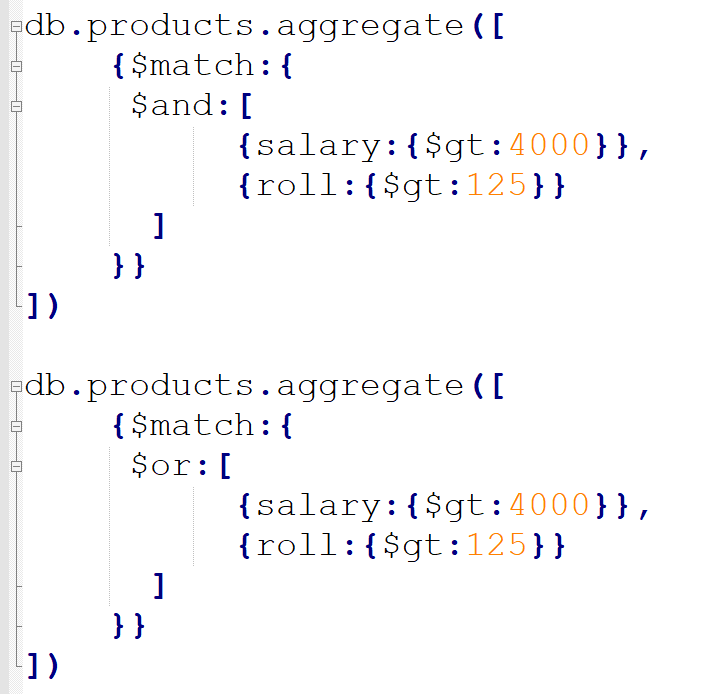 db.products.aggregate([
{$match:{
$and:[
{salary:{$gt:4000}},
{roll:{$gt:125}}
]
}}
])
db.products.aggregate([
{$match:{
$or:[
{salary:{$gt:4000}},
{roll:{$gt:125}}
]
}}
])